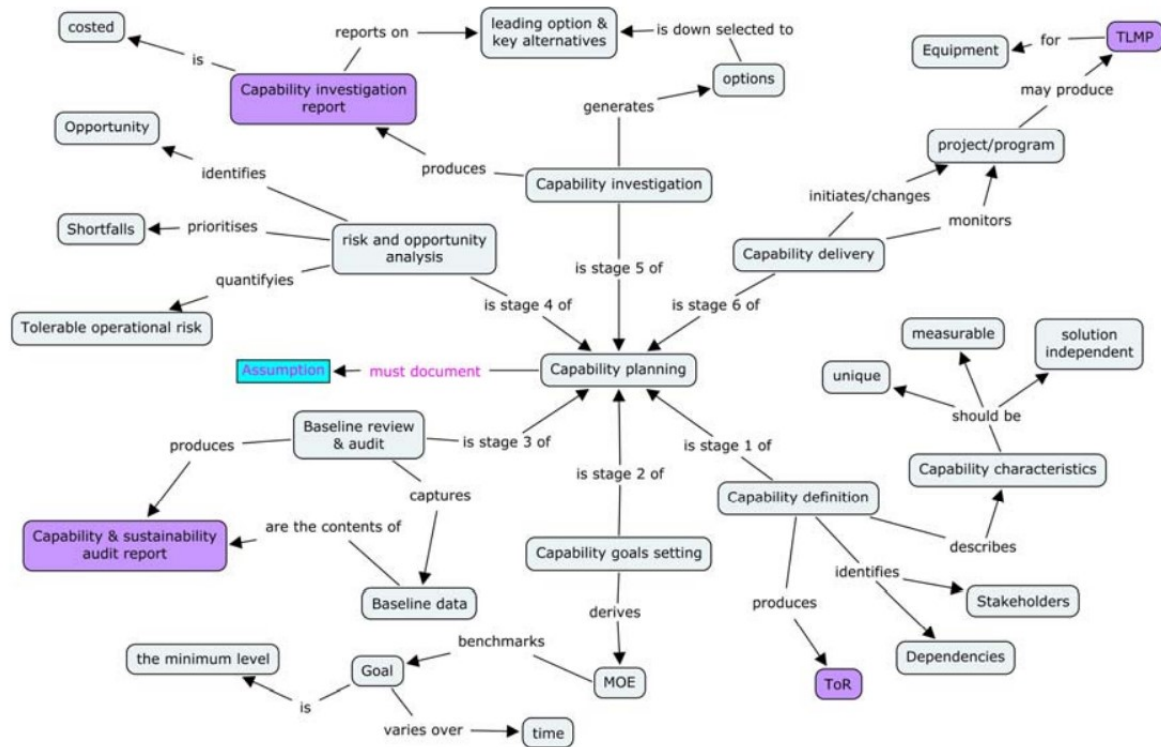 costed
reports on
leading option &
key alternatives
is down selected to
Equipment
for
TLMP
is
Capability investigation
report
options
may produce
generates
Opportunity
project/program
identifies
produces
Capability investigation
initiates/changes
Shortfalls
prioritises
risk and opportunity
analysis
monitors
Capability delivery
quantifyies
is stage 5 of
is stage 4 of
is stage 6 of
Tolerable operational risk
measurable
solution
independent
Assumption
must document
Capability planning
unique
should be
Baseline review
& audit
produces
is stage 3 of
is stage 1 of
is stage 2 of
Capability characteristics
captures
Capability definition
Capability & sustainability
audit report
are the contents of
Capability goals setting
describes
identifies
Baseline data
produces
Stakeholders
derives
benchmarks
the minimum level
Goal
Dependencies
MOE
ToR
is
varies over
time